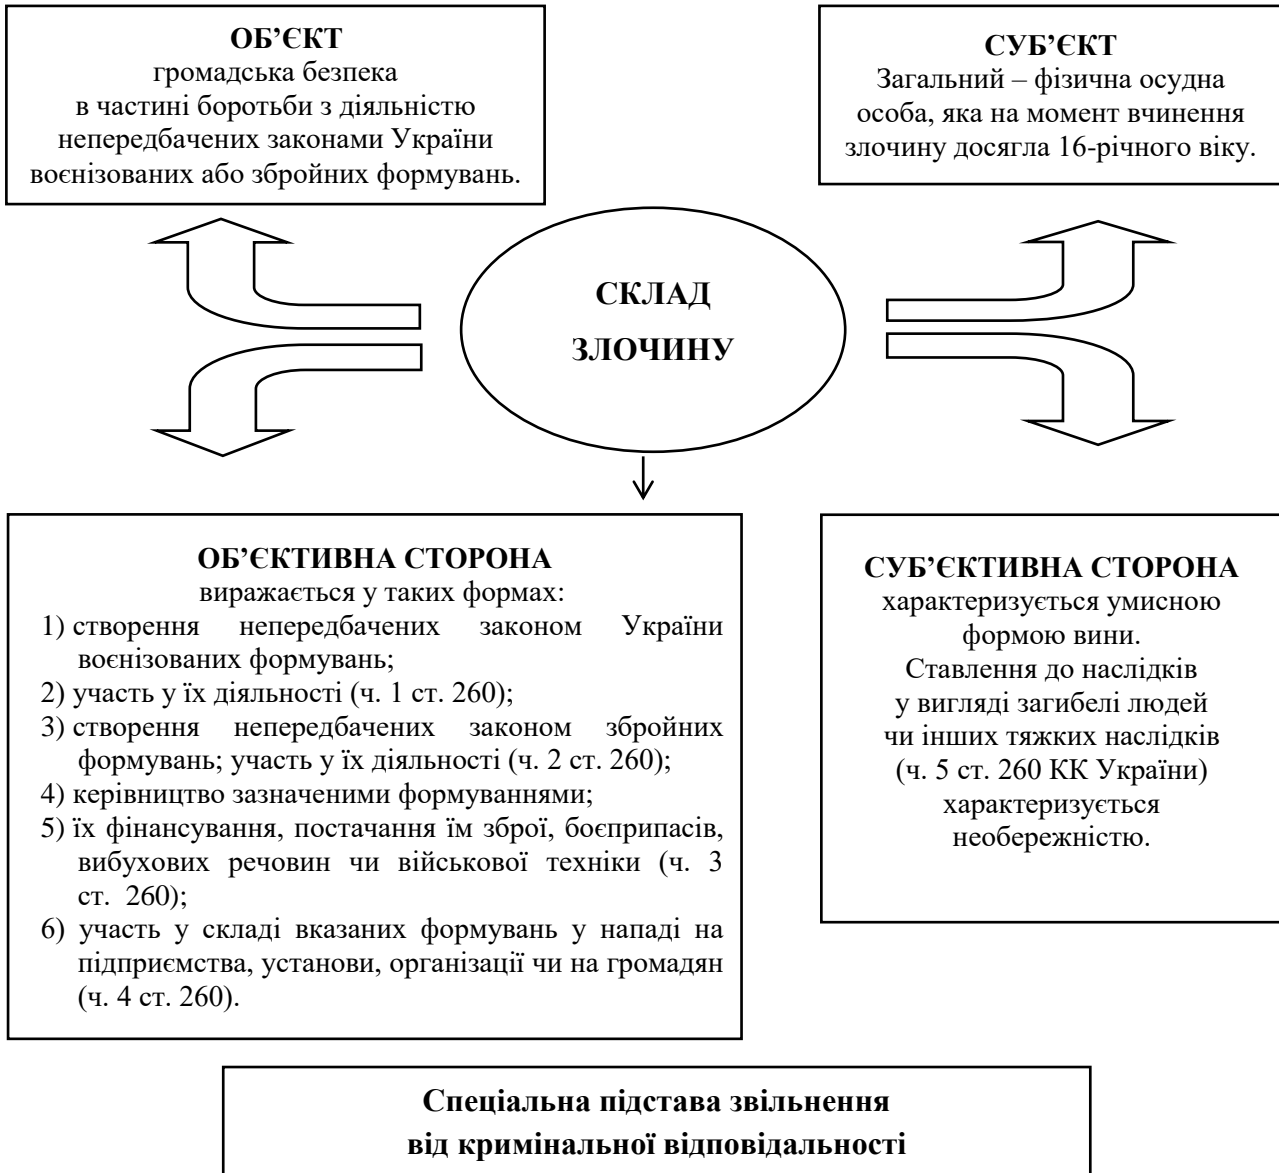 ОБ’ЄКТ
громадська безпека
в частині боротьби з діяльністю
непередбачених законами України
воєнізованих або збройних формувань.
СУБ’ЄКТ
Загальний – фізична осудна
особа, яка на момент вчинення
злочину досягла 16-річного віку.
СКЛАД
ЗЛОЧИНУ
ОБ’ЄКТИВНА СТОРОНА
виражається у таких формах:
1) створення непередбачених законом України
воєнізованих формувань;
2) участь у їх діяльності (ч. 1 ст. 260);
3) створення непередбачених законом збройних
формувань; участь у їх діяльності (ч. 2 ст. 260);
4) керівництво зазначеними формуваннями;
5) їх фінансування, постачання їм зброї, боєприпасів,
вибухових речовин чи військової техніки (ч. 3
ст. 260);
6) участь у складі вказаних формувань у нападі на
підприємства, установи, організації чи на громадян
(ч. 4 ст. 260).
СУБ’ЄКТИВНА СТОРОНА
характеризується умисною
формою вини.
Ставлення до наслідків
у вигляді загибелі людей
чи інших тяжких наслідків
(ч. 5 ст. 260 КК України)
характеризується
необережністю.
Спеціальна підстава звільнення
від кримінальної відповідальності